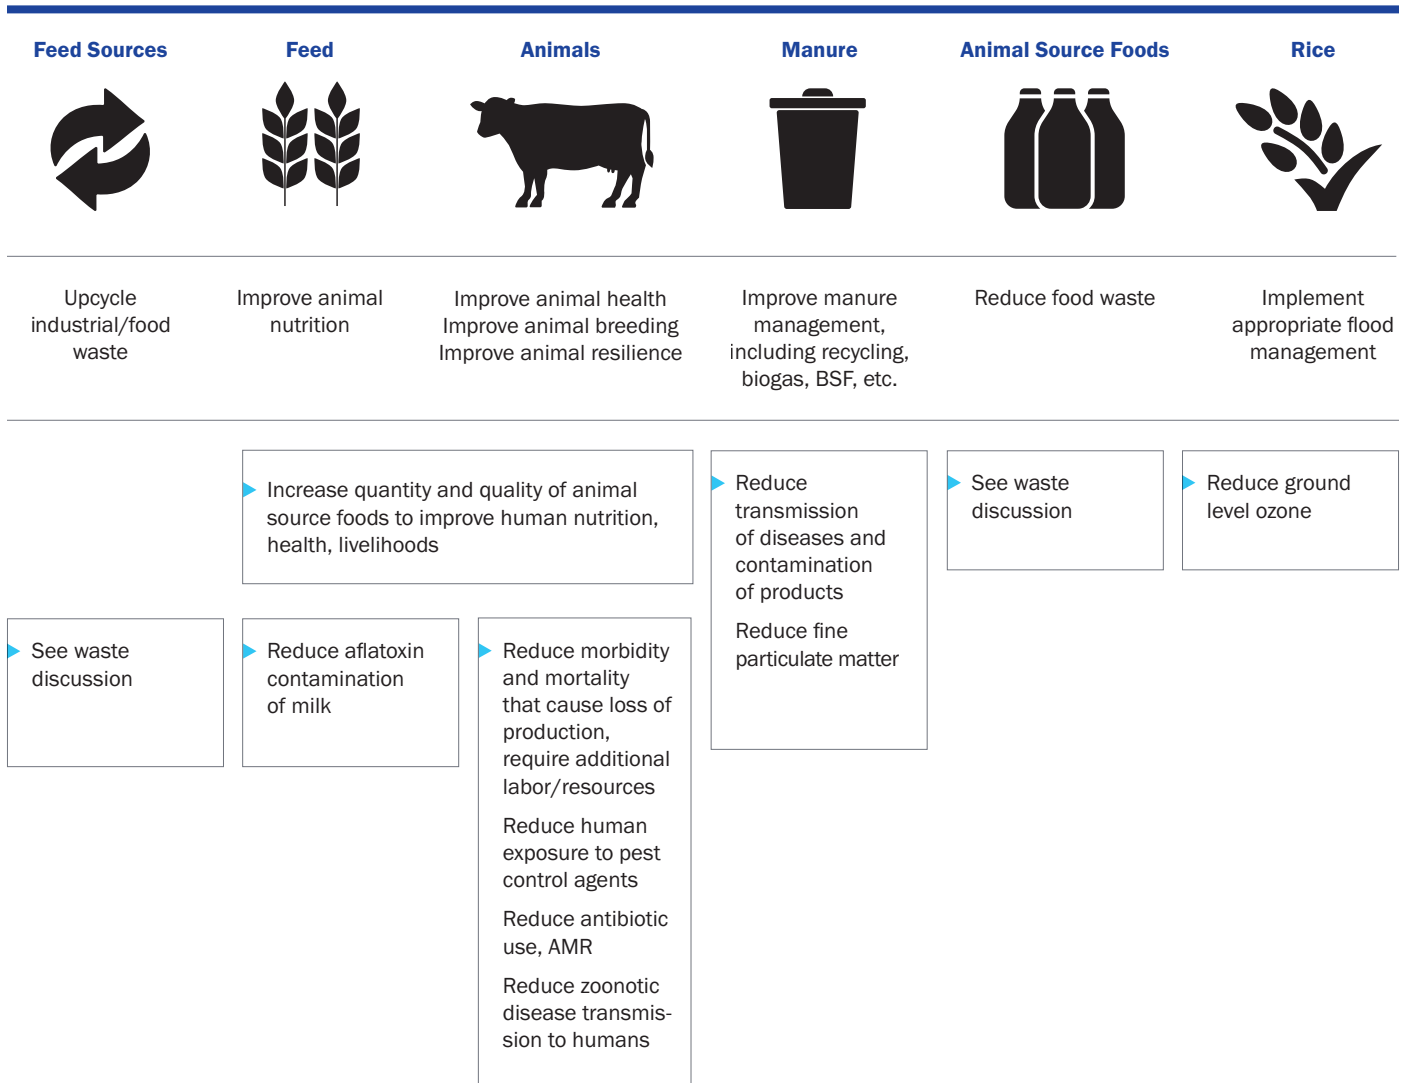 Feed Sources
Feed
Animals
Manure
Animal Source Foods
Rice
Upcycle
industrial/food
waste
Improve animal
nutrition
Improve animal health
Improve animal breeding
Improve animal resilience
Improve manure
management,
including recycling,
biogas, BSF, etc.
Reduce food waste
Implement
appropriate flood
management
Increase quantity and quality of animal
source foods to improve human nutrition,
health, livelihoods
Reduce
transmission
of diseases and
contamination
of products
Reduce fine
particulate matter
See waste
discussion
Reduce ground
level ozone
See waste
discussion
Reduce aflatoxin
contamination
of milk
Reduce morbidity
and mortality
that cause loss of
production,
require additional
labor/resources
Reduce human
exposure to pest
control agents
Reduce antibiotic
use, AMR
Reduce zoonotic
disease transmis-
sion to humans